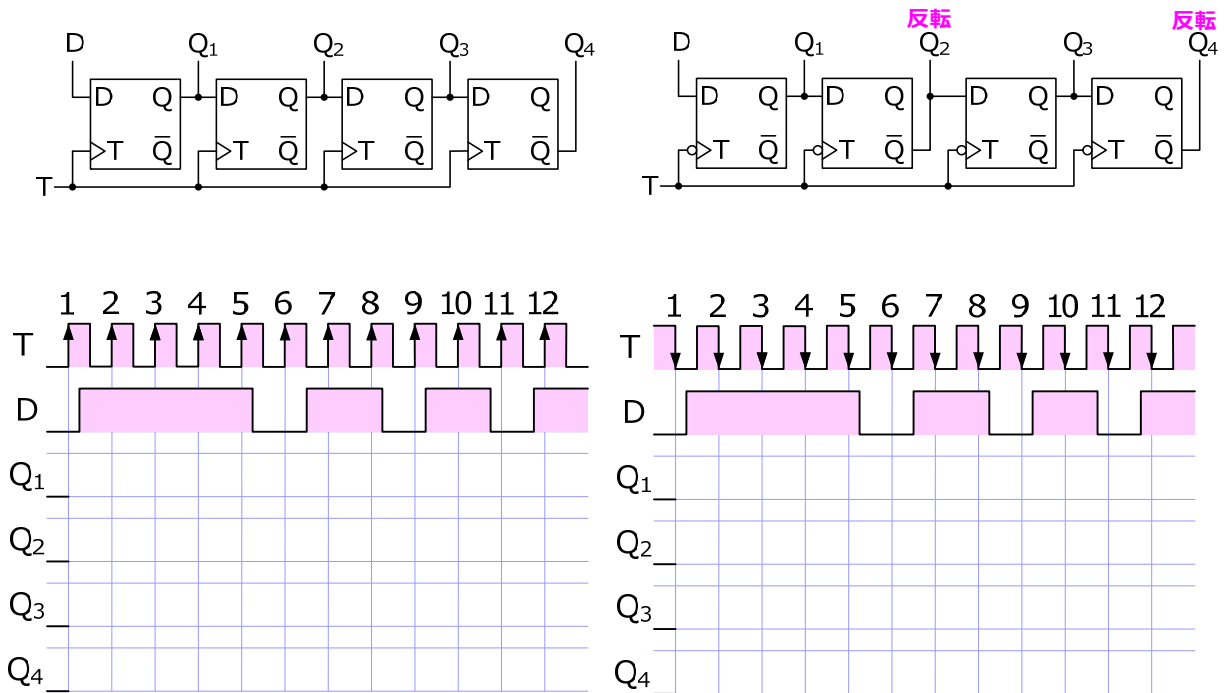 反転 反転
D Q1 Q2 Q3 Q4
D Q1 Q2 Q3 Q4
D Q D Q D Q D Q
T Q̅ T Q̅ T Q̅ T Q̅
T
D Q D Q D Q D Q
T Q̅ T Q̅ T Q̅ T Q̅
T
1 2 3 4 5 6 7 8 9 10 11 12
T
D
Q1
Q2
Q3
Q4
1 2 3 4 5 6 7 8 9 10 11 12
T
D
Q1
Q2
Q3
Q4